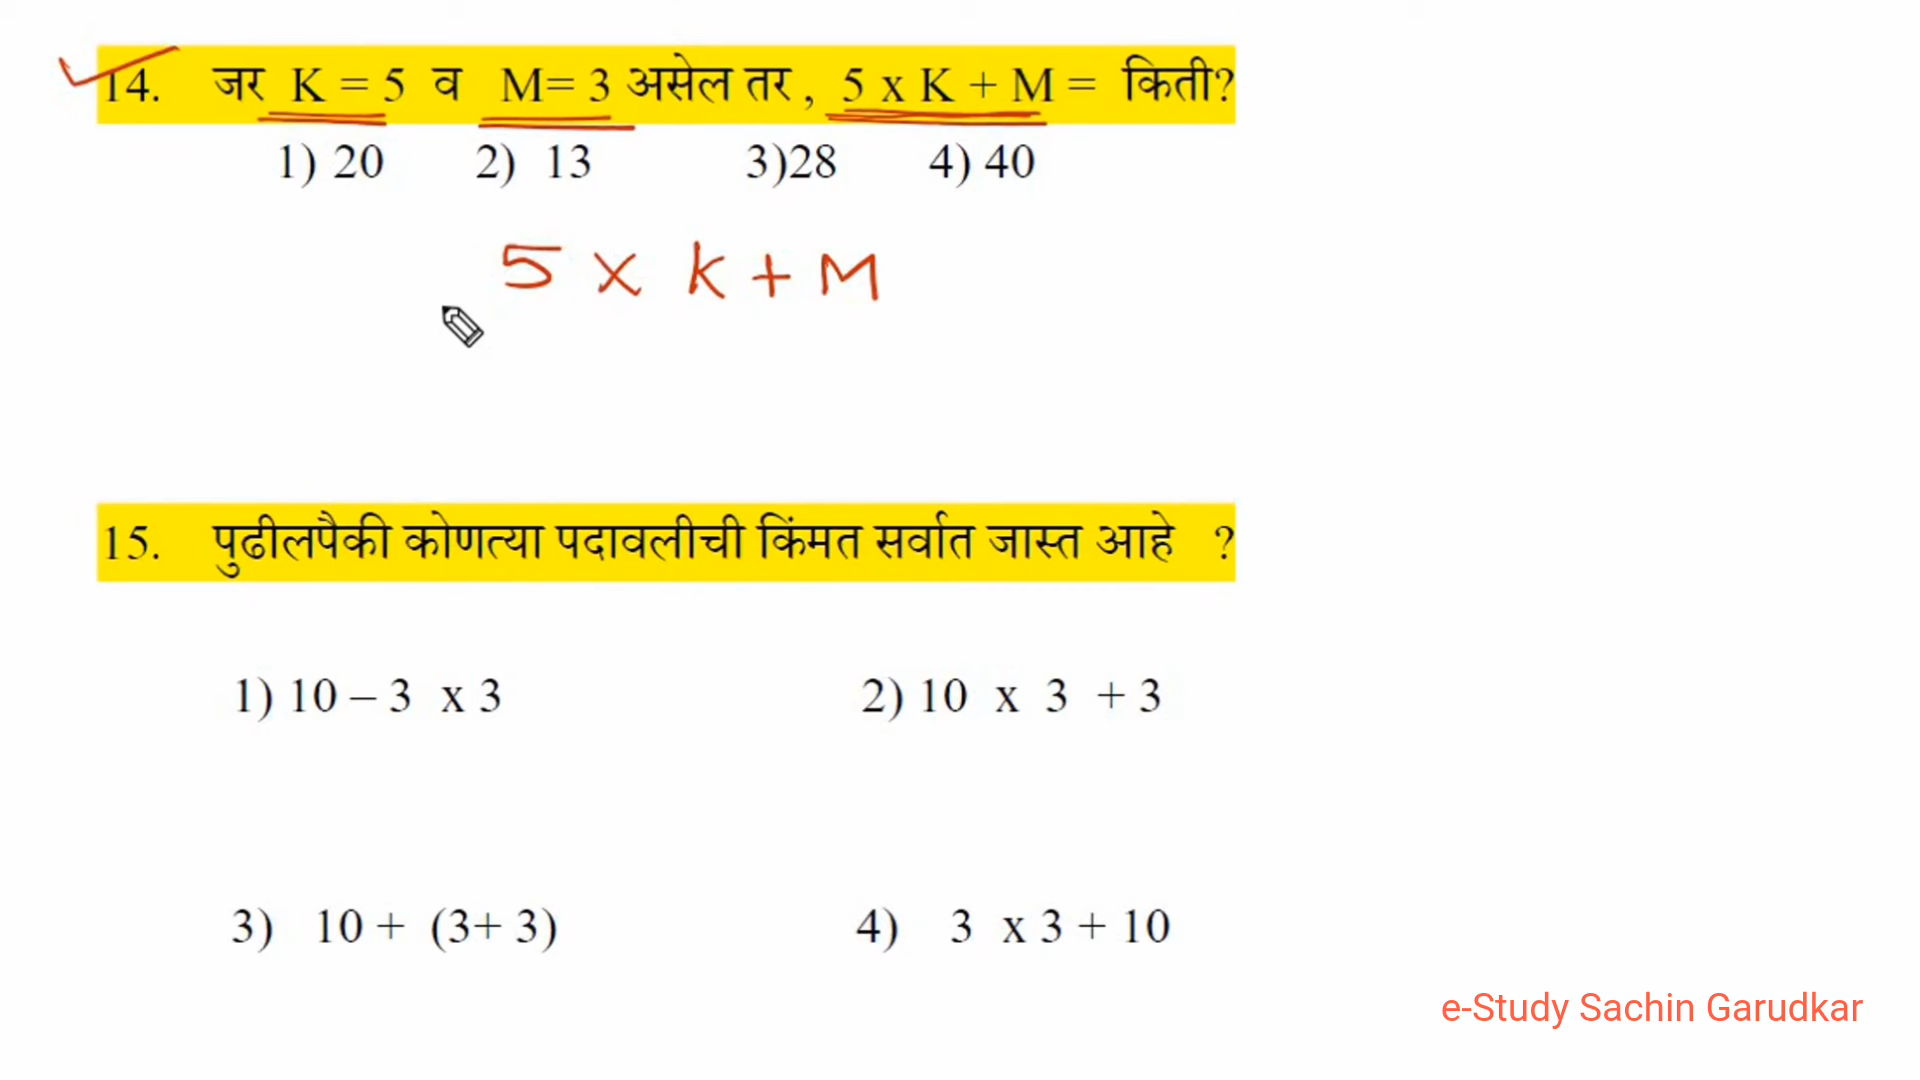 14. जर K = 5 व M= 3 असेल तर , 5 x K + M = किती?
1) 20 2) 13 3)28 4) 40
5 x K + M
15. पुढीलपैकी कोणत्या पदावलीची किंमत सर्वात जास्त आहे ?
1) 10 – 3 x 3 2) 10 x 3 + 3
3) 10 + (3+ 3) 4) 3 x 3 + 10
e-Study Sachin Garudkar